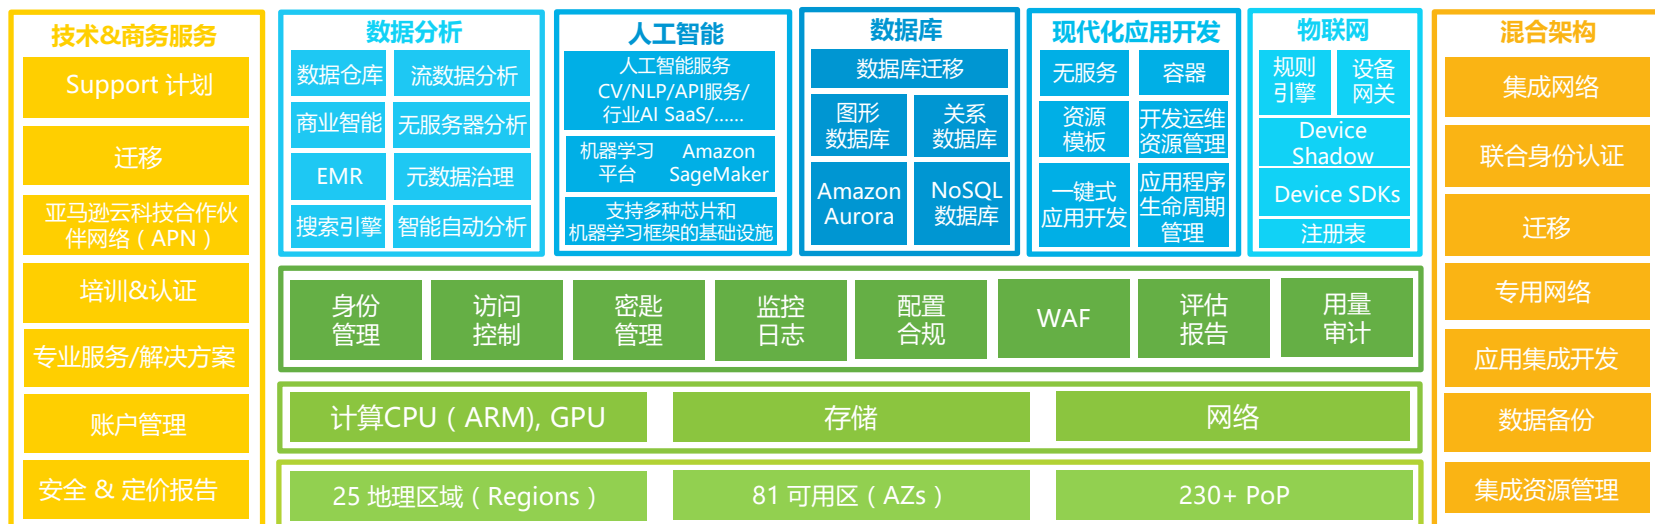 技术&商务服务
Support 计划
迁移
亚马逊云科技合作伙
伴网络（APN）
培训&认证
专业服务/解决方案
账户管理
安全 & 定价报告
数据分析
数据仓库
流数据分析
商业智能
无服务器分析
EMR
元数据治理
搜索引擎
智能自动分析
人工智能
人工智能服务
CV/NLP/API服务/
行业AI SaaS/......
机器学习
平台
Amazon
SageMaker
支持多种芯片和
机器学习框架的基础设施
数据库
数据库迁移
图形
数据库
关系
数据库
Amazon
Aurora
NoSQL
数据库
现代化应用开发
无服务
容器
资源
模板
开发运维
资源管理
一键式
应用开发
应用程序
生命周期
管理
物联网
规则
引擎
设备
网关
Device
Shadow
Device SDKs
注册表
身份
管理
访问
控制
密匙
管理
监控
日志
配置
合规
WAF
评估
报告
用量
审计
计算CPU（ARM), GPU
存储
网络
25 地理区域（Regions）
81 可用区（AZs）
230+ PoP
混合架构
集成网络
联合身份认证
迁移
专用网络
应用集成开发
数据备份
集成资源管理